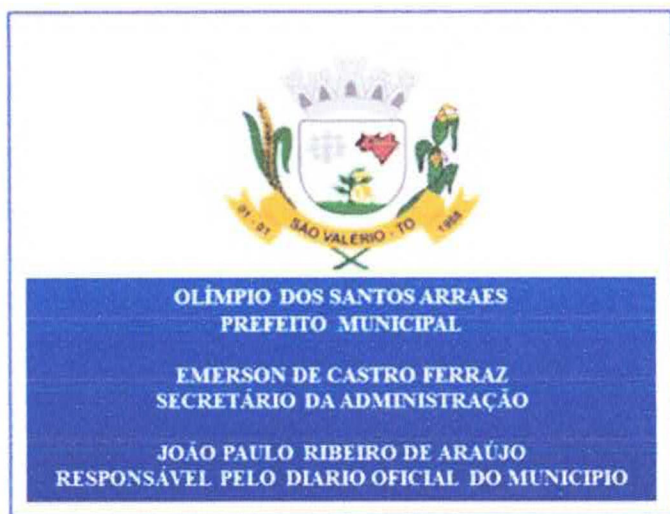 01 - 01
SÃO VALÉRIO - TO
1989
OLÍMPIO DOS SANTOS ARRAES
PREFEITO MUNICIPAL
EMERSON DE CASTRO FERRAZ
SECRETÁRIO DA ADMINISTRAÇÃO
JOÃO PAULO RIBEIRO DE ARAÚJO
RESPONSÁVEL PELO DIARIO OFICIAL DO MUNICIPIO